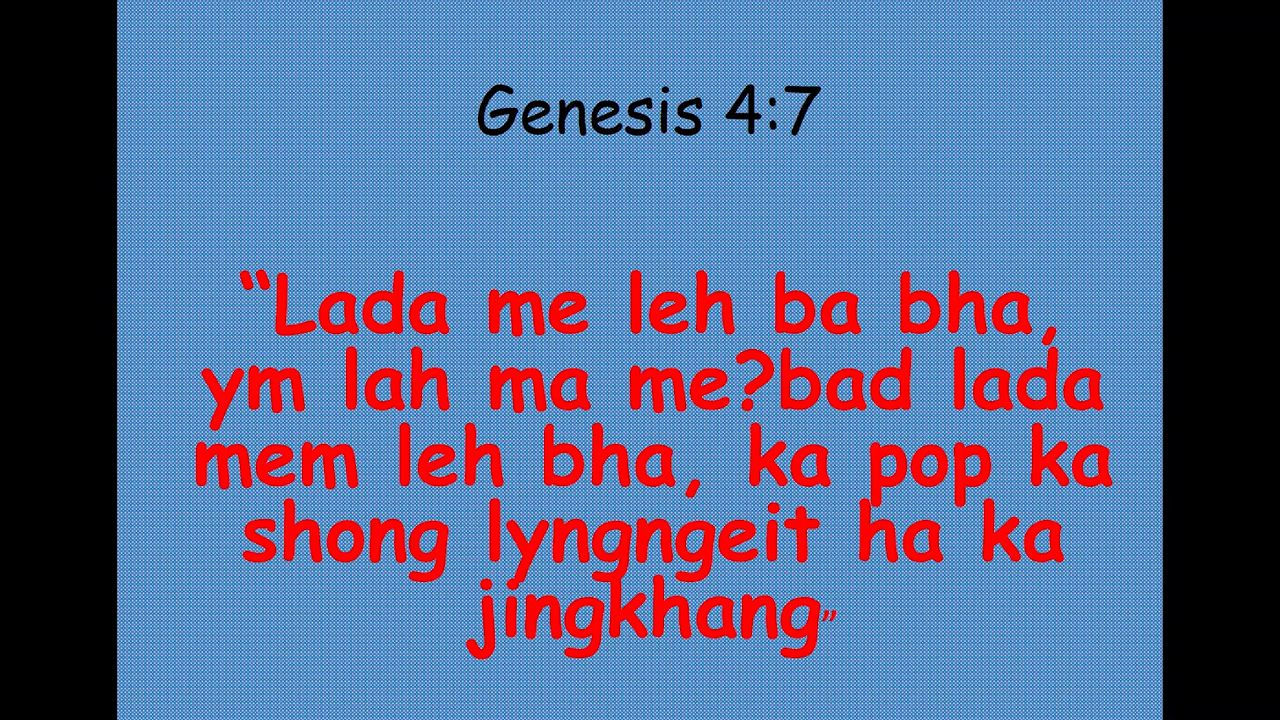 Genesis 4:7
“Lada me leh ba bha,
ym lah ma me?bad lada
mem leh bha, ka pop ka
shong lyngngeit ha ka
jingkhang”